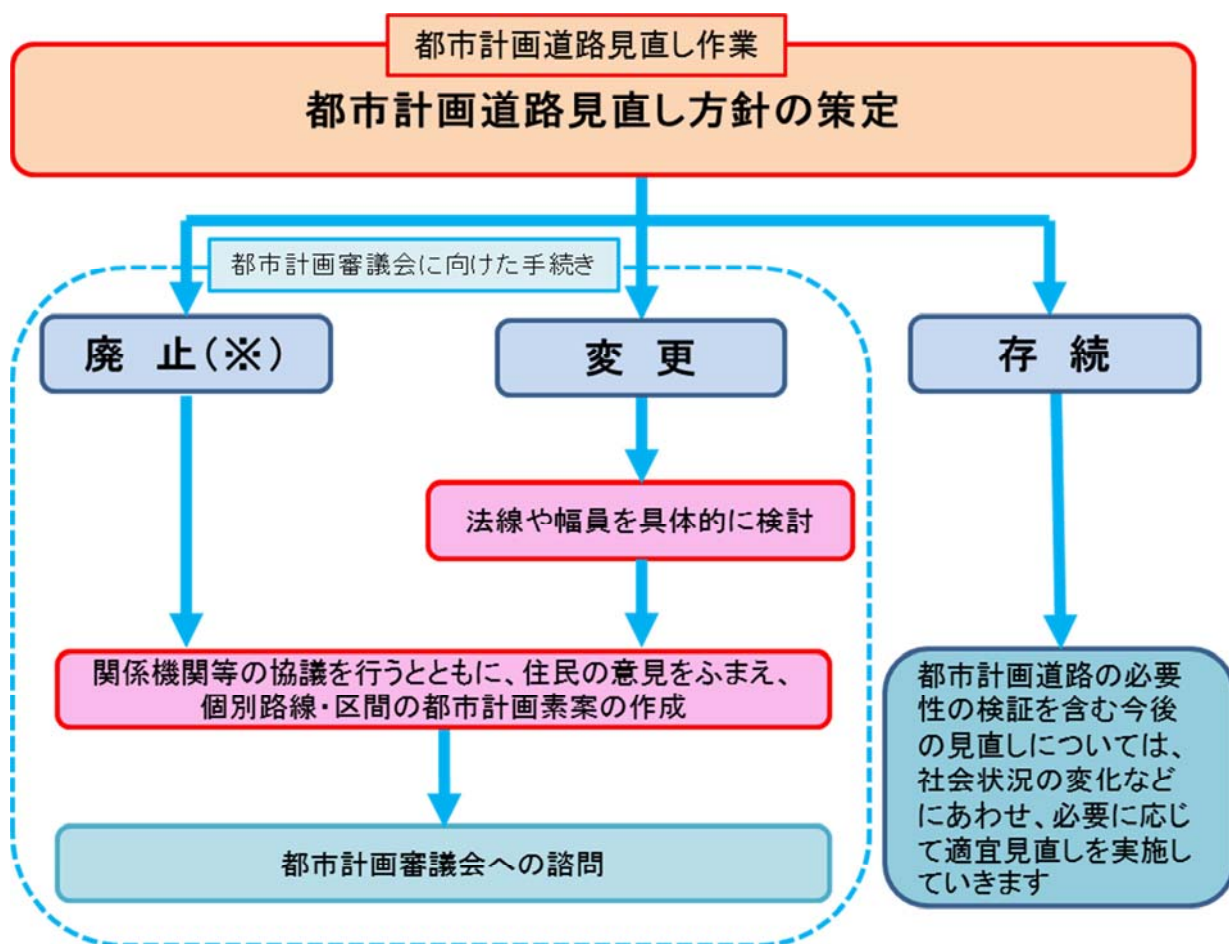 都市計画道路見直し作業
都市計画道路見直し方針の策定
都市計画審議会に向けた手続き
廃 止(※)
変 更
存 続
法線や幅員を具体的に検討
関係機関等の協議を行うとともに、住民の意見をふまえ、
個別路線・区間の都市計画素案の作成
都市計画審議会への諮問
都市計画道路の必要
性の検証を含む今後
の見直しについては、
社会状況の変化など
にあわせ、必要に応じ
て適宜見直しを実施し
ていきます